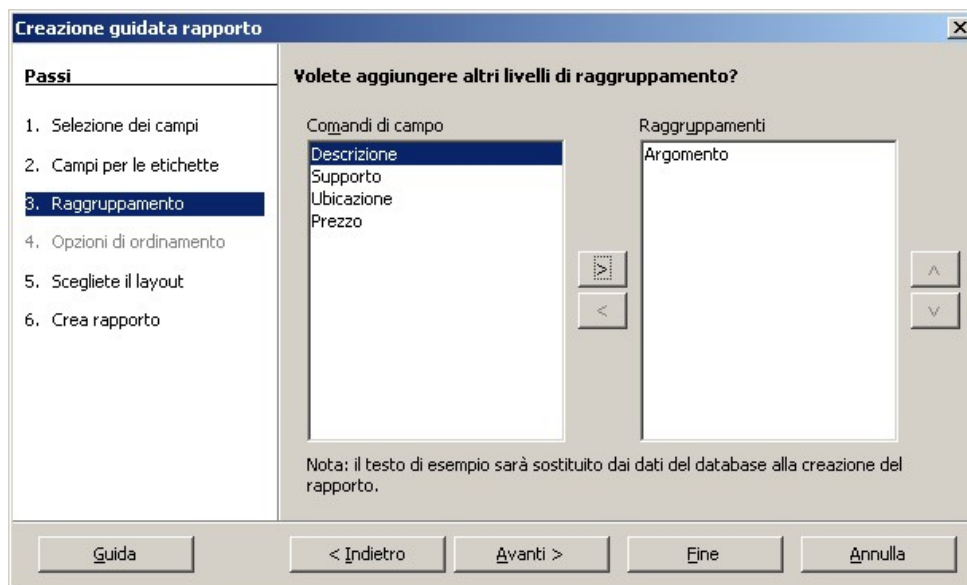 Creazione guidata rapporto
Passi
1. Selezione dei campi
2. Campi per le etichette
3. Raggruppamento
4. Opzioni di ordinamento
5. Scegliete il layout
6. Crea rapporto
Volete aggiungere altri livelli di raggruppamento?
Comandi di campo
Descrizione
Supporto
Ubicazione
Prezzo
>
<
Raggruppamenti
Argomento
^
v
Nota: il testo di esempio sarà sostituito dai dati del database alla creazione del
rapporto.
Guida
< Indietro
Avanti >
Fine
Annulla